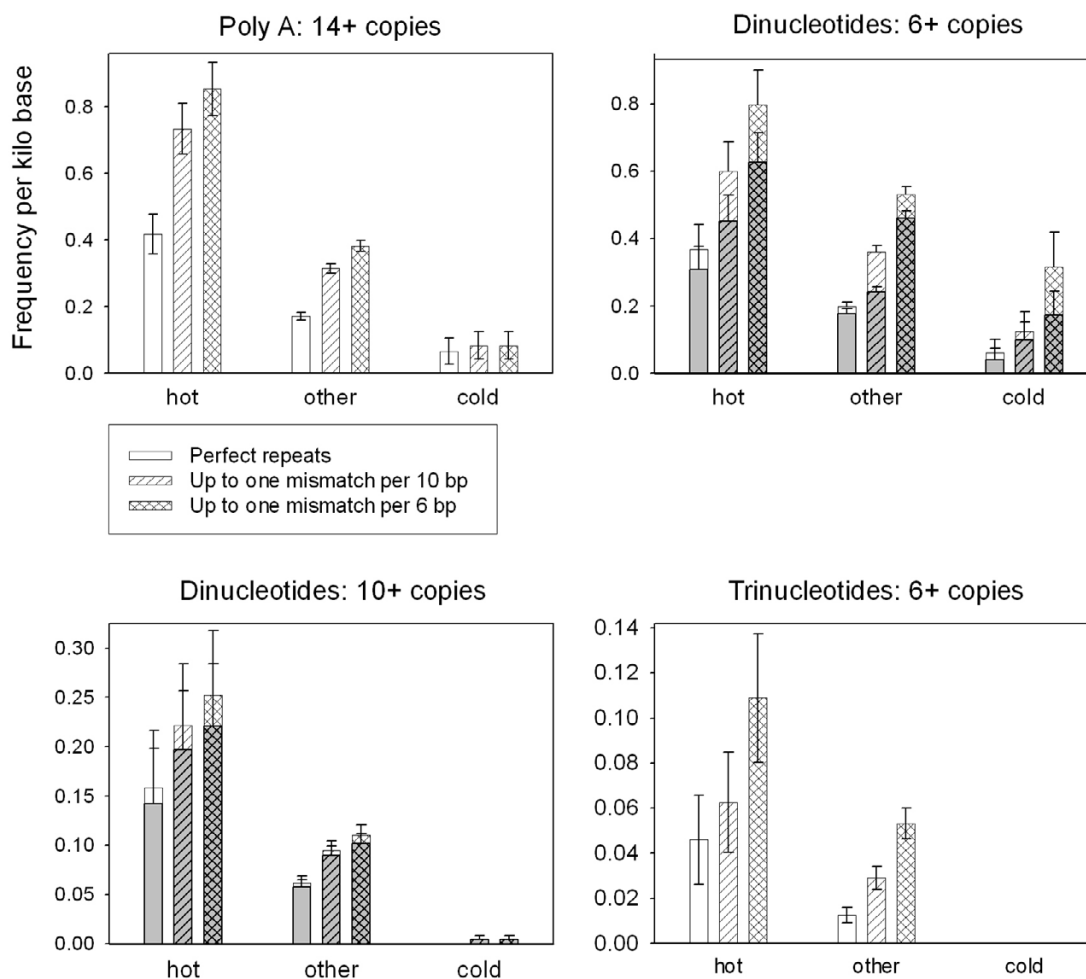 Poly A: 14+ copies
Frequency per kilo base
0.8
0.6
0.4
0.2
0.0
hot other cold
Dinucleotides: 6+ copies
0.8
0.6
0.4
0.2
0.0
hot other cold
Perfect repeats
Up to one mismatch per 10 bp
Up to one mismatch per 6 bp
Dinucleotides: 10+ copies
0.30
0.25
0.20
0.15
0.10
0.05
0.00
hot other cold
Trinucleotides: 6+ copies
0.14
0.12
0.10
0.08
0.06
0.04
0.02
0.00
hot other cold